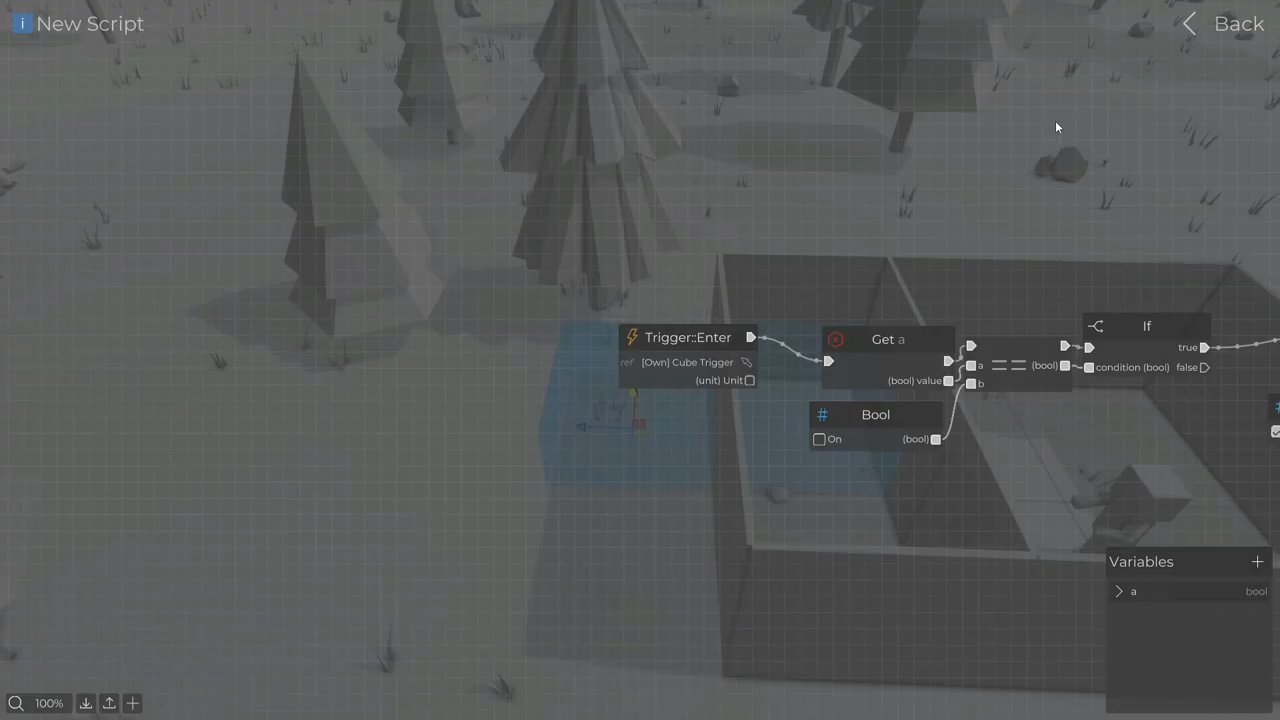 i New Script
Back
Trigger::Enter
ref [Own] Cube Trigger
(unit) Unit
Get a
(bool) value
a
b
(bool)
If
true
condition (bool) false
# Bool
On (bool)
Variables +
a bool
100%